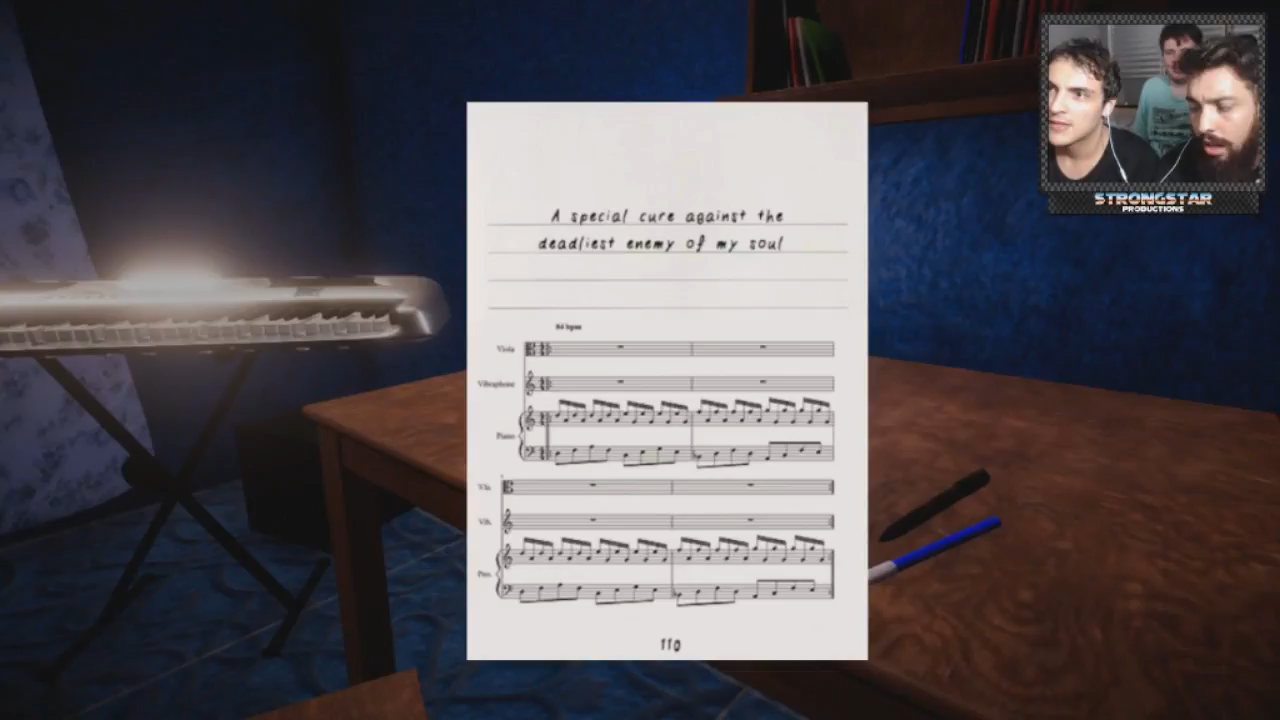 STRONGSTAR
PRODUCTIONS
A special cure against the
deadliest enemy of my soul
84 bpm
Viola
Vibraphone
Piano
Vla.
Vib.
Pno.
110